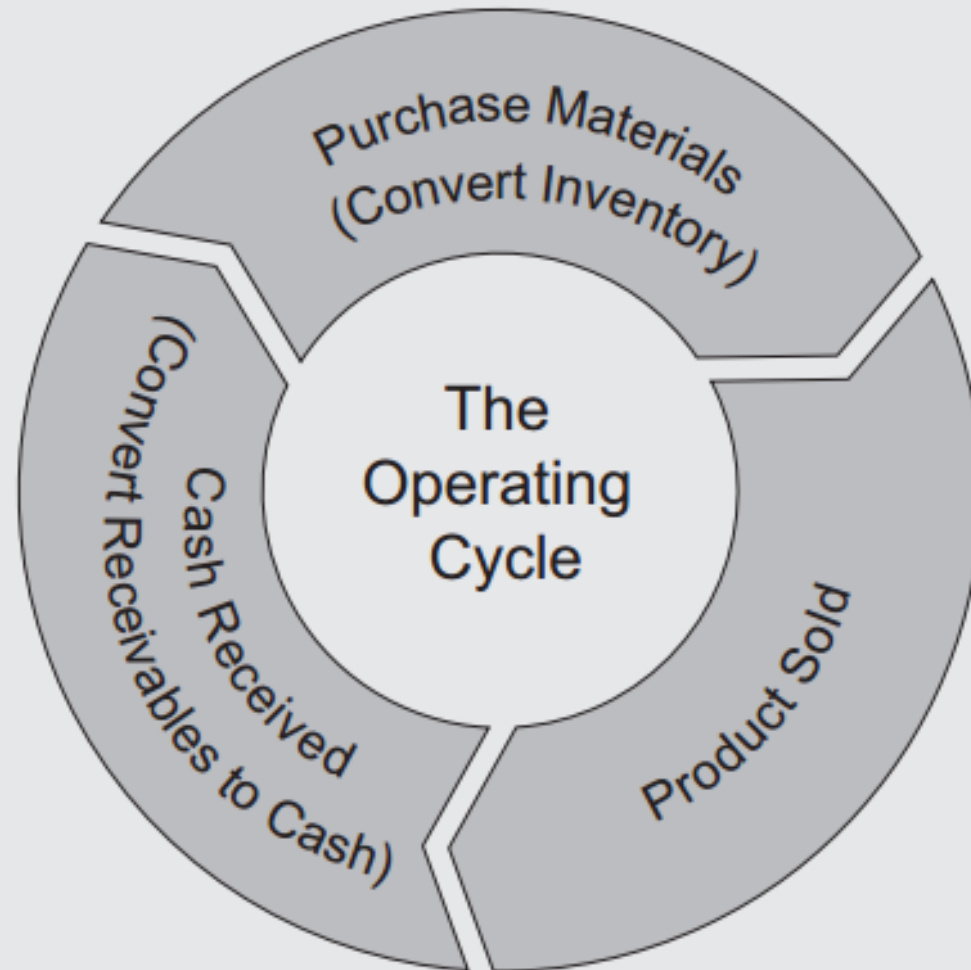 Purchase Materials
(Convert Inventory)
The
Operating
Cycle
Product Sold
Cash Received
(Convert Receivables to Cash)